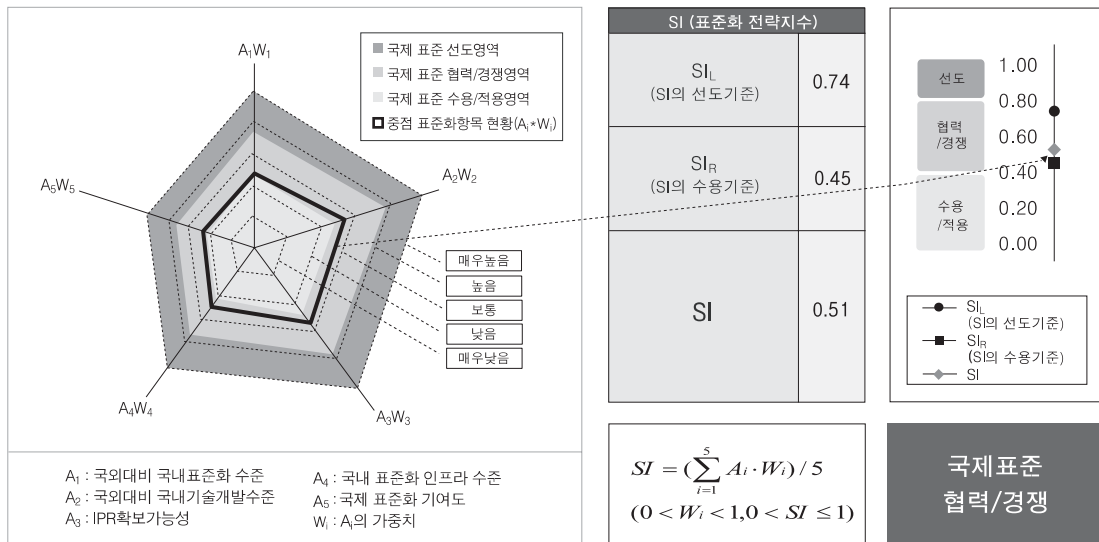 A₁W₁
A₂W₂
A₃W₃
A₄W₄
A₅W₅
국제 표준 선도영역
국제 표준 협력/경쟁영역
국제 표준 수용/적용영역
중점 표준화항목 현황(Aᵢ*Wᵢ)
매우높음
높음
보통
낮음
매우낮음
A₁ : 국외대비 국내표준화 수준
A₂ : 국외대비 국내기술개발수준
A₃ : IPR확보가능성
A₄ : 국내 표준화 인프라 수준
A₅ : 국제 표준화 기여도
Wᵢ : Aᵢ의 가중치
SI (표준화 전략지수)
SI_L
(SI의 선도기준)
0.74
SI_R
(SI의 수용기준)
0.45
SI
0.51
SI = (∑_{i=1}^{5} Aᵢ · Wᵢ) / 5
(0 < Wᵢ < 1,0 < SI ≤ 1)
선도
협력
/경쟁
수용
/적용
1.00
0.80
0.60
0.40
0.20
0.00
SI_L
(SI의 선도기준)
SI_R
(SI의 수용기준)
SI
국제표준
협력/경쟁